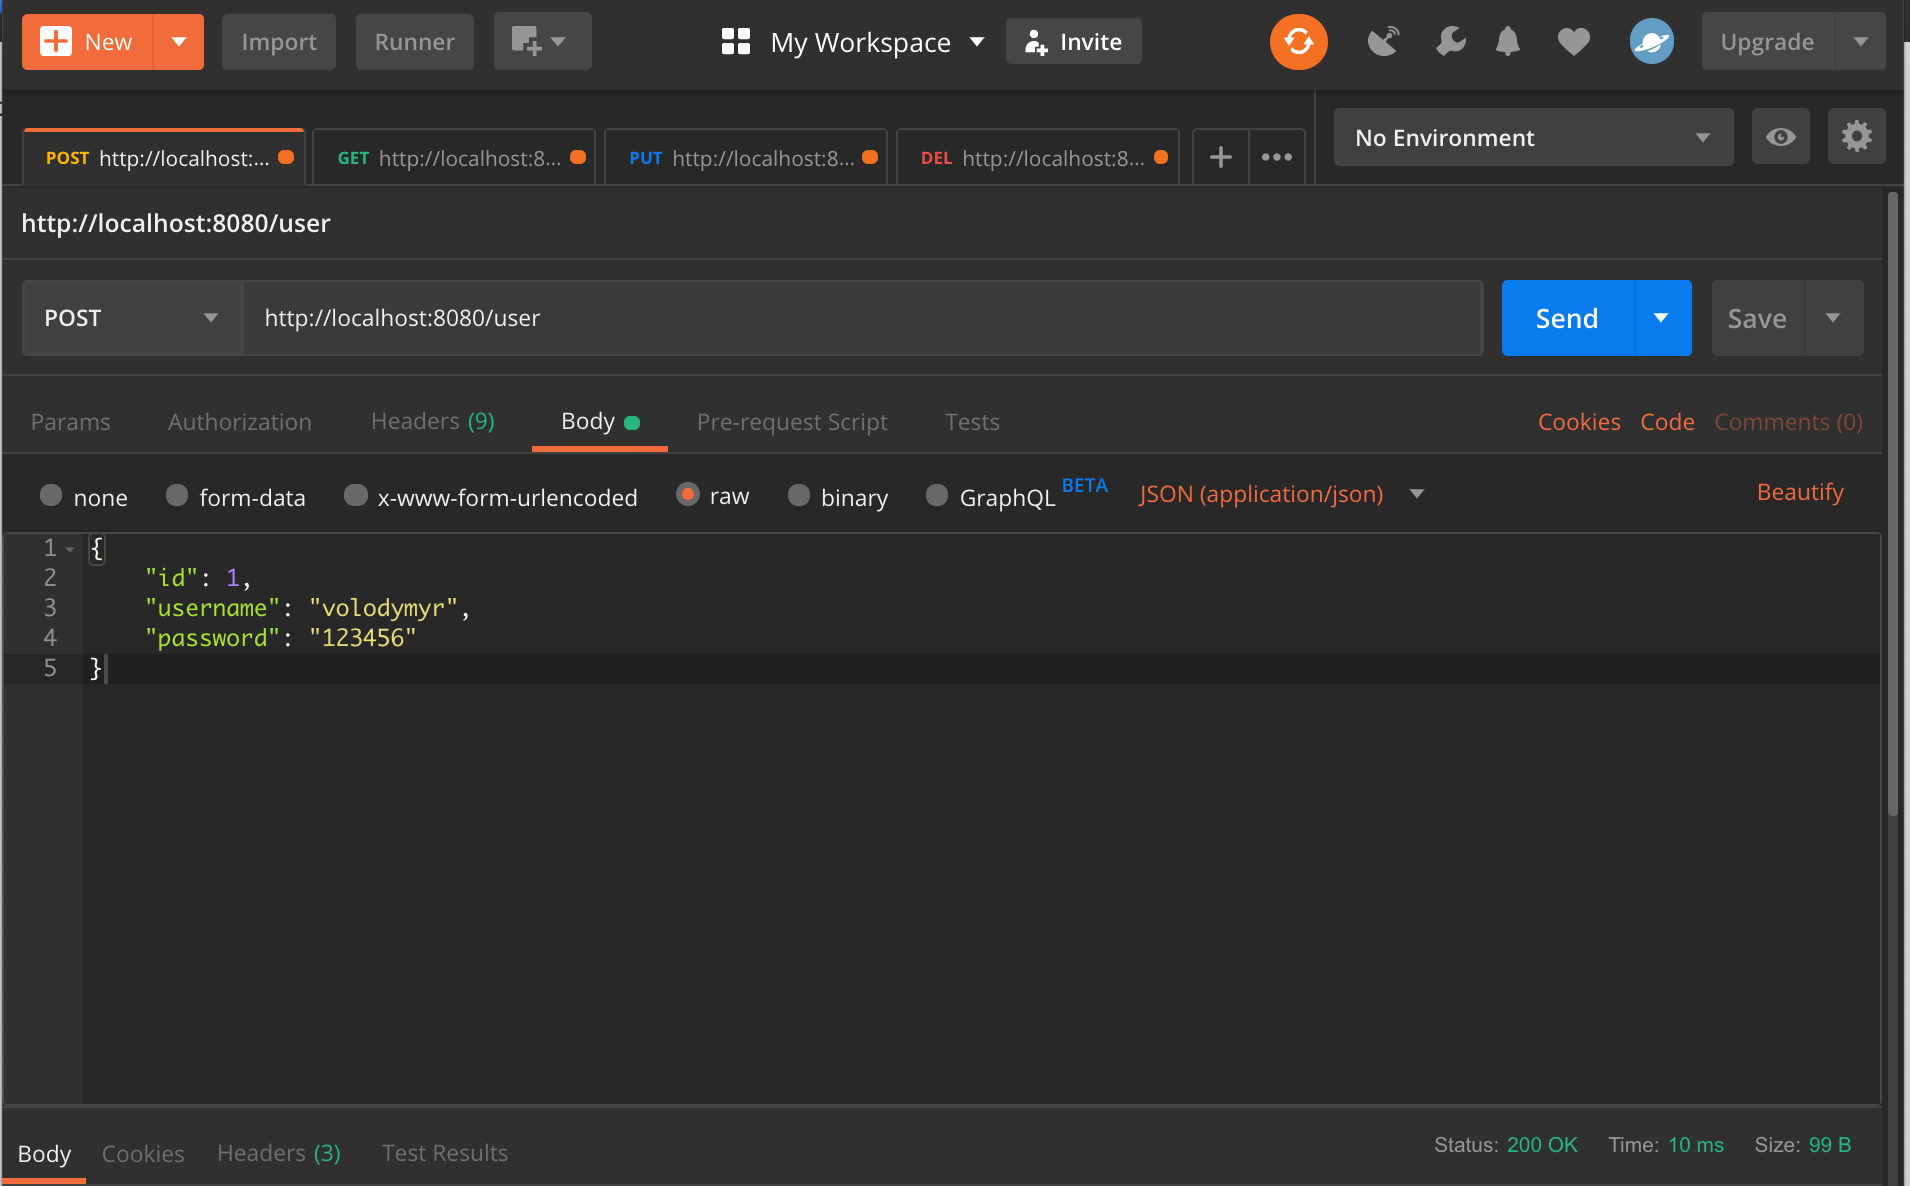 New Import Runner My Workspace Invite Upgrade
POST http://localhost:... GET http://localhost:8... PUT http://localhost:8... DEL http://localhost:8... No Environment
http://localhost:8080/user
POST http://localhost:8080/user Send Save
Params Authorization Headers (9) Body Pre-request Script Tests Cookies Code Comments (0)
none form-data x-www-form-urlencoded raw binary GraphQL BETA JSON (application/json) Beautify
1 {
2 "id": 1,
3 "username": "volodymyr",
4 "password": "123456"
5 }
Body Cookies Headers (3) Test Results Status: 200 OK Time: 10 ms Size: 99 B